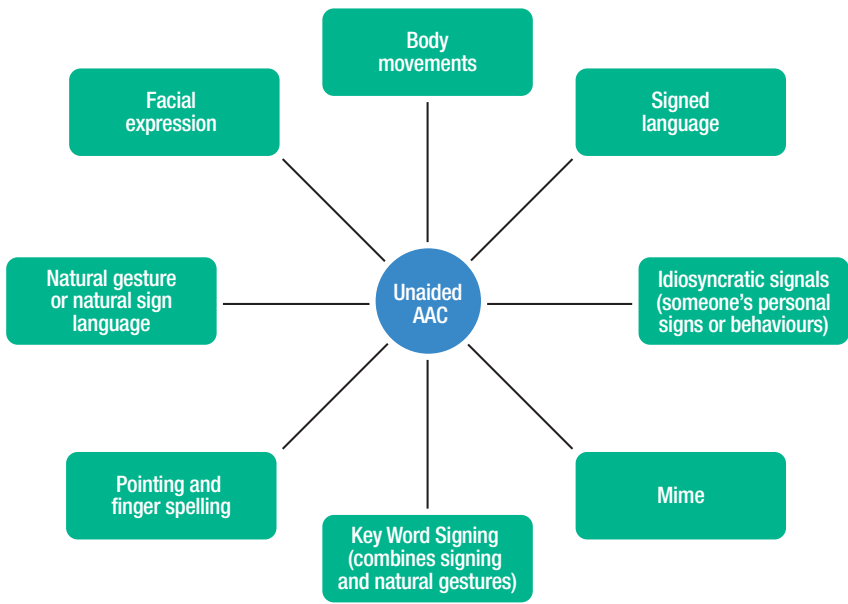 Body
movements
Facial
expression
Signed
language
Natural gesture
or natural sign
language
Unaided
AAC
Idiosyncratic signals
(someone’s personal
signs or behaviours)
Pointing and
finger spelling
Mime
Key Word Signing
(combines signing
and natural gestures)